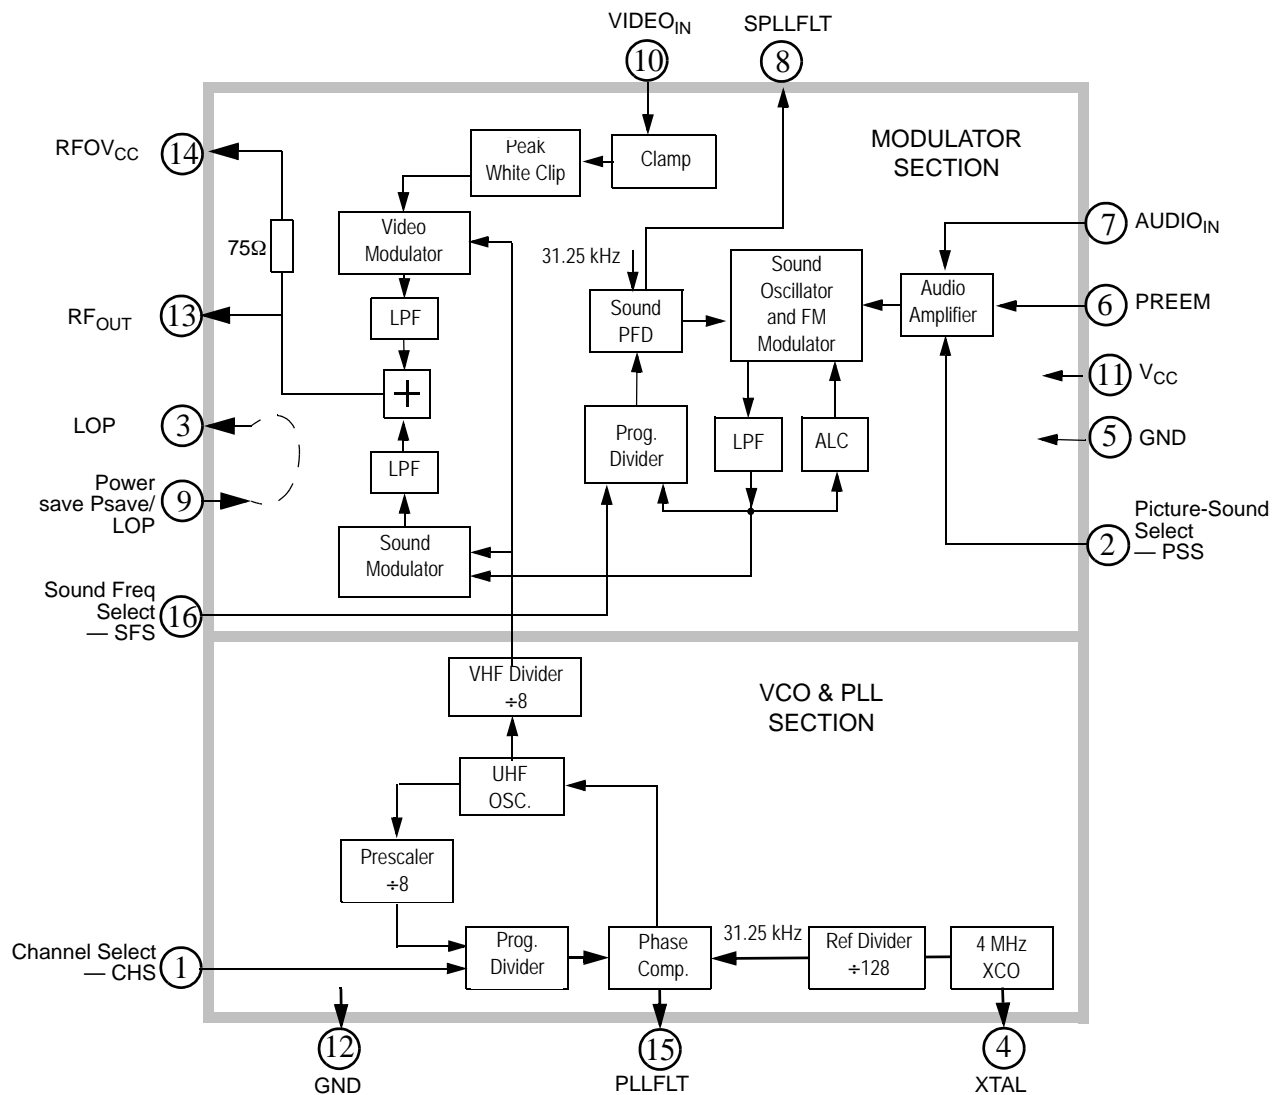 VIDEOIN
10
SPLLFLT
8
MODULATOR
SECTION
RFOVCC
14
Peak
White Clip
Clamp
Video
Modulator
75Ω
31.25 kHz
Sound
Oscillator
and FM
Modulator
7
AUDIOIN
Audio
Amplifier
6
PREEM
RFOUT
13
LPF
Sound
PFD
11
VCC
+
LOP
3
Prog.
Divider
LPF
ALC
5
GND
LPF
Power
save Psave/
LOP
9
Sound
Modulator
Picture-Sound
Select
— PSS
2
Sound Freq
Select
— SFS
16
VHF Divider
÷8
VCO & PLL
SECTION
UHF
OSC.
Prescaler
÷8
Channel Select
— CHS
1
Prog.
Divider
Phase
Comp.
31.25 kHz
Ref Divider
÷128
4 MHz
XCO
12
GND
15
PLLFLT
4
XTAL